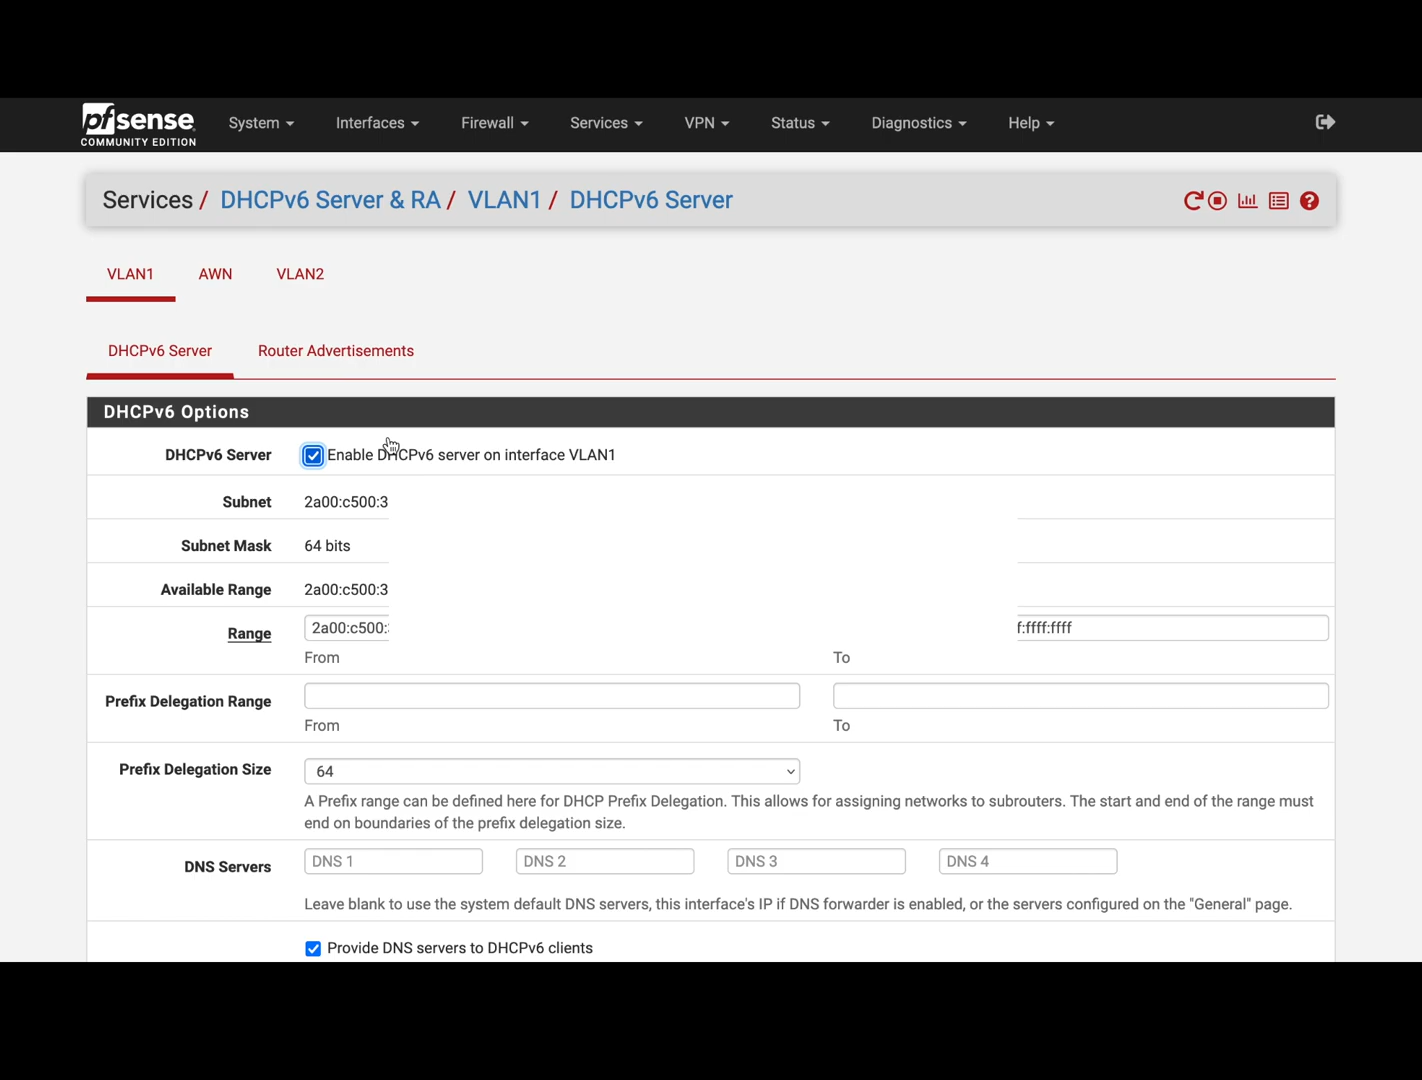 pfsense
COMMUNITY EDITION
System Interfaces Firewall Services VPN Status Diagnostics Help
Services / DHCPv6 Server & RA / VLAN1 / DHCPv6 Server
VLAN1 AWN VLAN2
DHCPv6 Server Router Advertisements
DHCPv6 Options
DHCPv6 Server Enable DHCPv6 server on interface VLAN1
Subnet 2a00:c500:3
Subnet Mask 64 bits
Available Range 2a00:c500:3
Range 2a00:c500: f:ffff:ffff
From To
Prefix Delegation Range
From To
Prefix Delegation Size 64
A Prefix range can be defined here for DHCP Prefix Delegation. This allows for assigning networks to subrouters. The start and end of the range must
end on boundaries of the prefix delegation size.
DNS Servers DNS 1 DNS 2 DNS 3 DNS 4
Leave blank to use the system default DNS servers, this interface's IP if DNS forwarder is enabled, or the servers configured on the "General" page.
Provide DNS servers to DHCPv6 clients